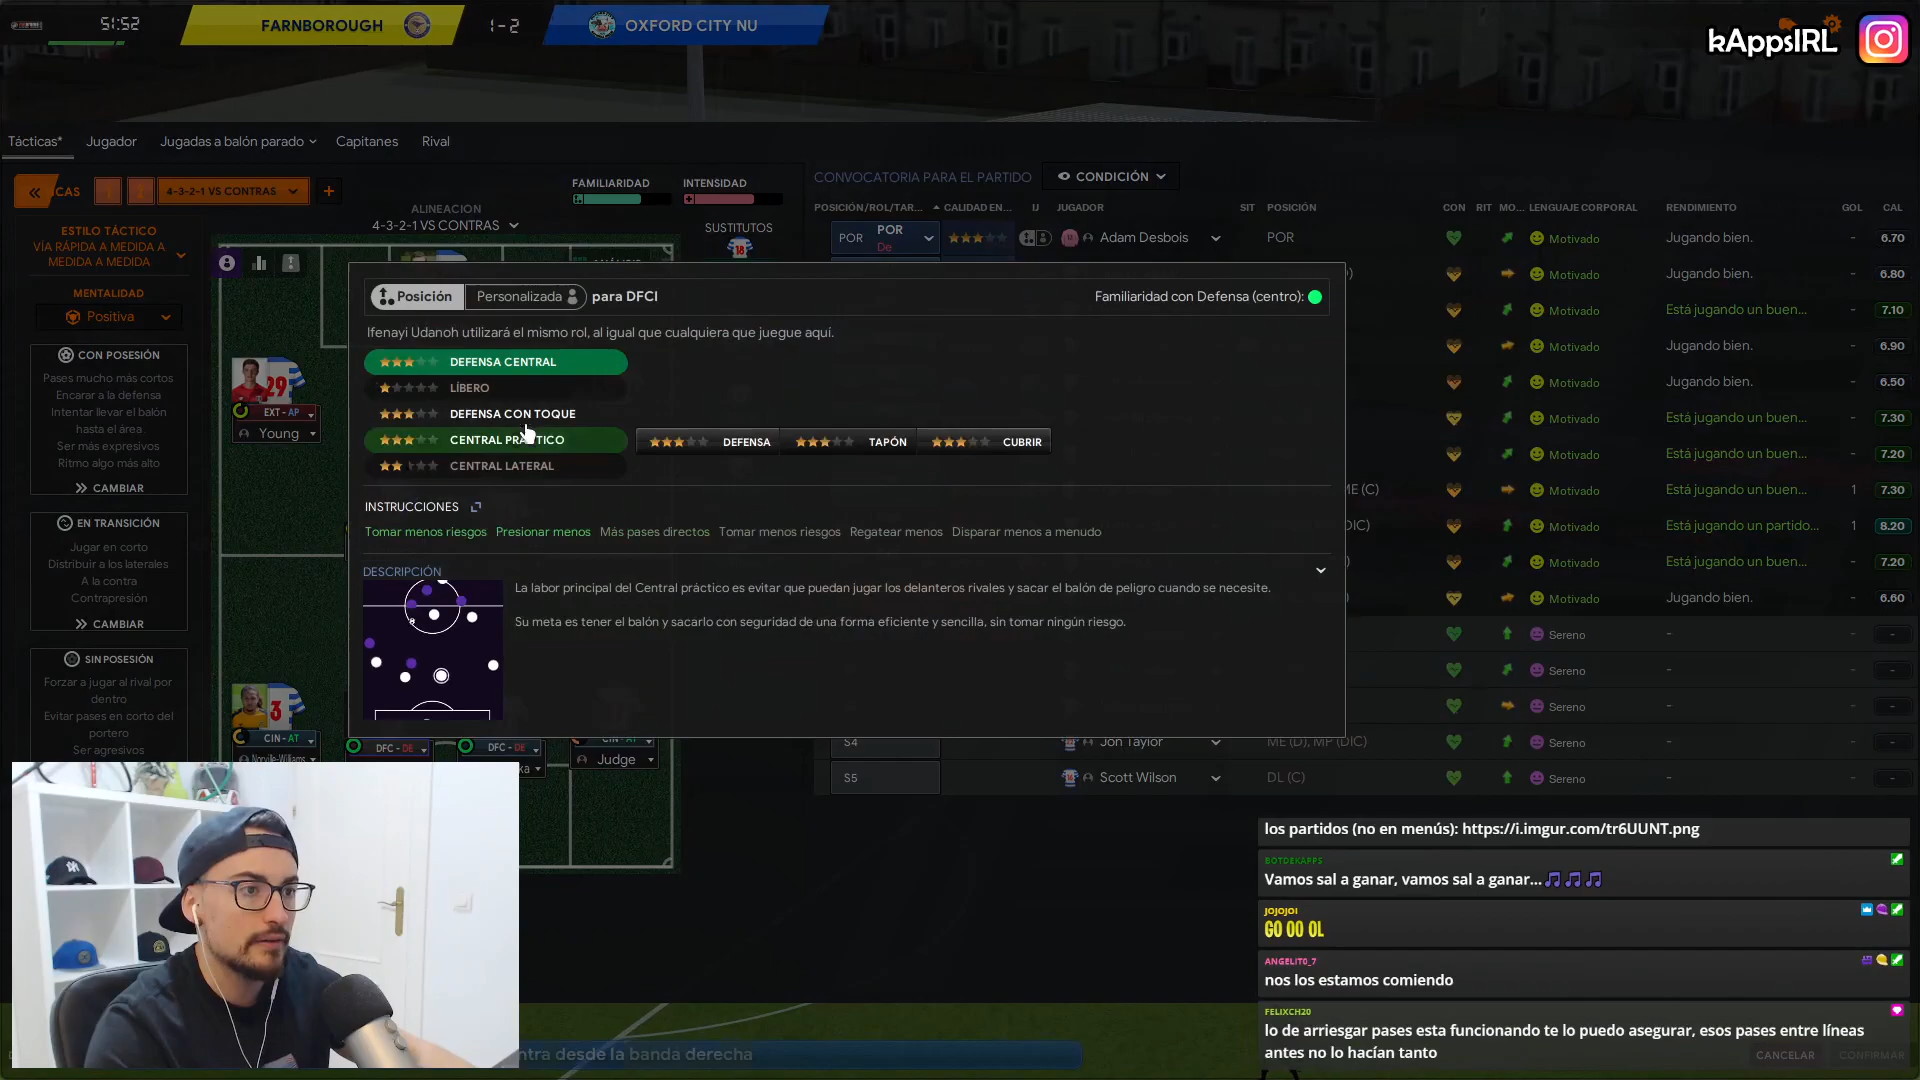 51:52
FARNBOROUGH
1-2
OXFORD CITY NU
kAppsIRL
Tácticas*
Jugador
Jugadas a balón parado
Capitanes
Rival
CAS
4-3-2-1 VS CONTRAS
+
ALINEACION
4-3-2-1 VS CONTRAS
FAMILIARIDAD
INTENSIDAD
SUSTITUTOS
CONVOCATORIA PARA EL PARTIDO
CONDICIÓN
POSICIÓN/ROL/TAR...
CALIDAD EN...
IJ
JUGADOR
SIT
POSICIÓN
CON
RIT
MO...
LENGUAJE CORPORAL
RENDIMIENTO
GOL
CAL
POR
POR
De
Adam Desbois
POR
Motivado
Jugando bien.
-
6.70
Motivado
Jugando bien.
-
6.80
Motivado
Está jugando un buen...
-
7.10
Motivado
Jugando bien.
-
6.90
Motivado
Jugando bien.
-
6.50
Motivado
Está jugando un buen...
-
7.30
Motivado
Está jugando un buen...
-
7.20
ME (C)
Motivado
Está jugando un buen...
1
7.30
DIC)
Motivado
Está jugando un partido...
1
8.20
Motivado
Está jugando un buen...
-
7.20
Motivado
Jugando bien.
-
6.60
Sereno
-
-
-
Sereno
-
-
-
Sereno
-
-
-
S4
Jon Taylor
ME (D), MP (DIC)
Sereno
-
-
-
S5
Scott Wilson
DL (C)
Sereno
-
-
-
ESTILO TÁCTICO
VÍA RÁPIDA A MEDIDA A
MEDIDA A MEDIDA
MENTALIDAD
Positiva
CON POSESIÓN
Pases mucho más cortos
Encarar a la defensa
Intentar llevar el balón
hasta el área
Ser más expresivos
Ritmo algo más alto
CAMBIAR
EN TRANSICIÓN
Jugar en corto
Distribuir a los laterales
A la contra
Contrapresión
CAMBIAR
SIN POSESIÓN
Forzar a jugar al rival por
dentro
Evitar pases en corto del
portero
Ser agresivos
29
EXT - AP
Young
3
CIN - AT
Norvile-Williams
DFC - DE
DFC - DE
ka
CIN - AT
Judge
Posición
Personalizada
para DFCI
Familiaridad con Defensa (centro):
Ifenayi Udanoh utilizará el mismo rol, al igual que cualquiera que juegue aquí.
DEFENSA CENTRAL
LÍBERO
DEFENSA CON TOQUE
CENTRAL PRÁCTICO
DEFENSA
TAPÓN
CUBRIR
CENTRAL LATERAL
INSTRUCCIONES
Tomar menos riesgos
Presionar menos
Más pases directos
Tomar menos riesgos
Regatear menos
Disparar menos a menudo
DESCRIPCIÓN
La labor principal del Central práctico es evitar que puedan jugar los delanteros rivales y sacar el balón de peligro cuando se necesite.
Su meta es tener el balón y sacarlo con seguridad de una forma eficiente y sencilla, sin tomar ningún riesgo.
los partidos (no en menús): https://i.imgur.com/tr6UUNT.png
BOTDEKAPPS
Vamos sal a ganar, vamos sal a ganar...
JOJOJOI
GO OO OL
ANGELIT0_7
nos los estamos comiendo
FELIXCH20
lo de arriesgar pases esta funcionando te lo puedo asegurar, esos pases entre líneas
antes no lo hacían tanto
CANCELAR
CONFIRMAR
ntra desde la banda derecha